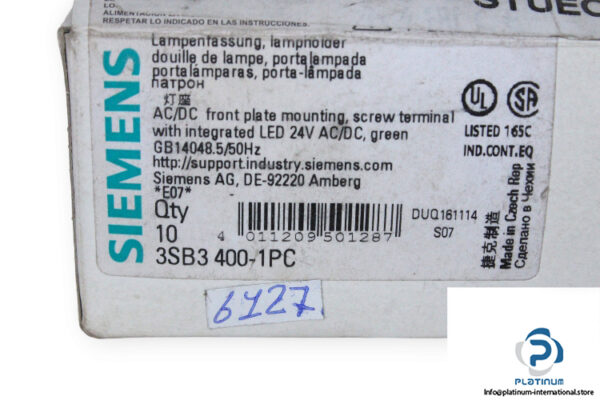 LO.
RESPETAR LO INDICADO EN LAS INSTRUCCIONES.
SIEMENS
Lampenfassung, lampholder
douille de lampe, portalampada
portalámparas, porta-lâmpada
патрон
灯座
AC/DC front plate mounting, screw terminal
with integrated LED 24V AC/DC, green
GB14048.5/50Hz
http://support.industry.siemens.com
Siemens AG, DE-92220 Amberg
*E07*
Qty
10
4 011209 501287
3SB3 400-1PC
UL
SA
LISTED 165C
IND.CONT.EQ
DUQ161114
S07
捷克制造
Made in Czech Rep
Сделано в Чехии
6427
PLATINUM
Info@platinum-international.store